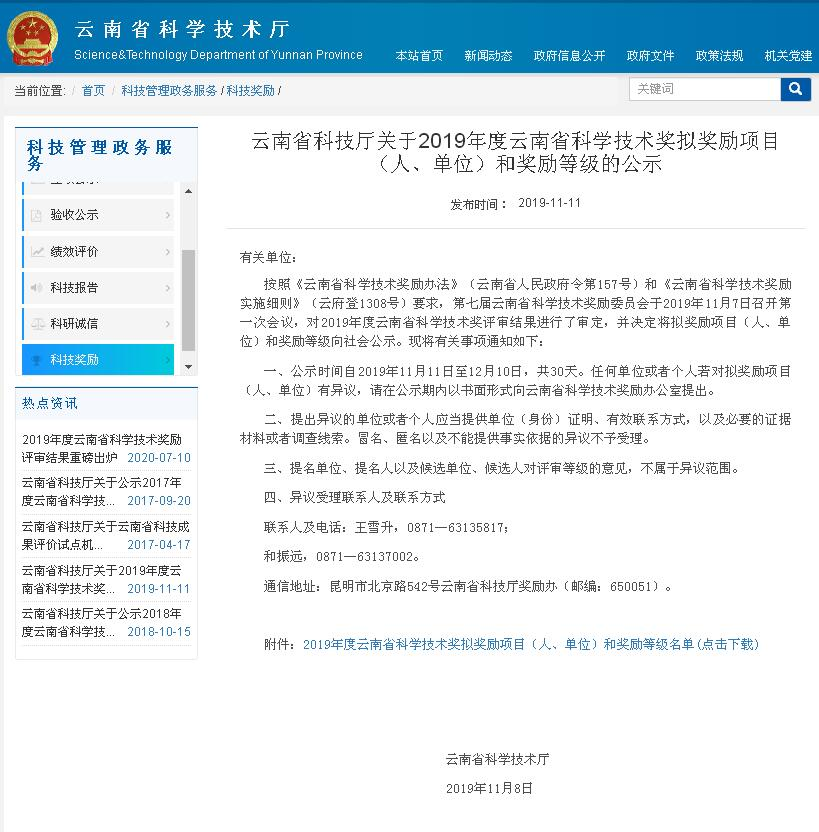 云南省科学技术厅
Science&Technology Department of Yunnan Province
本站首页 新闻动态 政府信息公开 政府文件 政策法规 机关党建
当前位置: / 首页 / 科技管理政务服务 / 科技奖励 /
关键词
科技管理政务服
务
验收公示
绩效评价
科技报告
科研诚信
科技奖励
热点资讯
2019年度云南省科学技术奖励
评审结果重磅出炉 2020-07-10
云南省科技厅关于公示2017年
度云南省科学技... 2017-09-20
云南省科技厅关于云南省科技成
果评价试点机... 2017-04-17
云南省科技厅关于2019年度云
南省科学技术奖... 2019-11-11
云南省科技厅关于公示2018年
度云南省科学技... 2018-10-15
云南省科技厅关于2019年度云南省科学技术奖拟奖励项目
（人、单位）和奖励等级的公示
发布时间： 2019-11-11
有关单位：
按照《云南省科学技术奖励办法》（云南省人民政府令第157号）和《云南省科学技术奖励
实施细则》（云府登1308号）要求，第七届云南省科学技术奖励委员会于2019年11月7日召开第
一次会议，对2019年度云南省科学技术奖评审结果进行了审定，并决定将拟奖励项目（人、单
位）和奖励等级向社会公示。现将有关事项通知如下：
一、公示时间自2019年11月11日至12月10日，共30天。任何单位或者个人若对拟奖励项目
（人、单位）有异议，请在公示期内以书面形式向云南省科学技术奖励办公室提出。
二、提出异议的单位或者个人应当提供单位（身份）证明、有效联系方式，以及必要的证据
材料或者调查线索。冒名、匿名以及不能提供事实依据的异议不予受理。
三、提名单位、提名人以及候选单位、候选人对评审等级的意见，不属于异议范围。
四、异议受理联系人及联系方式
联系人及电话：王雪升，0871—63135817；
和振远，0871—63137002。
通信地址：昆明市北京路542号云南省科技厅奖励办（邮编：650051）。
附件：2019年度云南省科学技术奖拟奖励项目（人、单位）和奖励等级名单(点击下载)
云南省科学技术厅
2019年11月8日